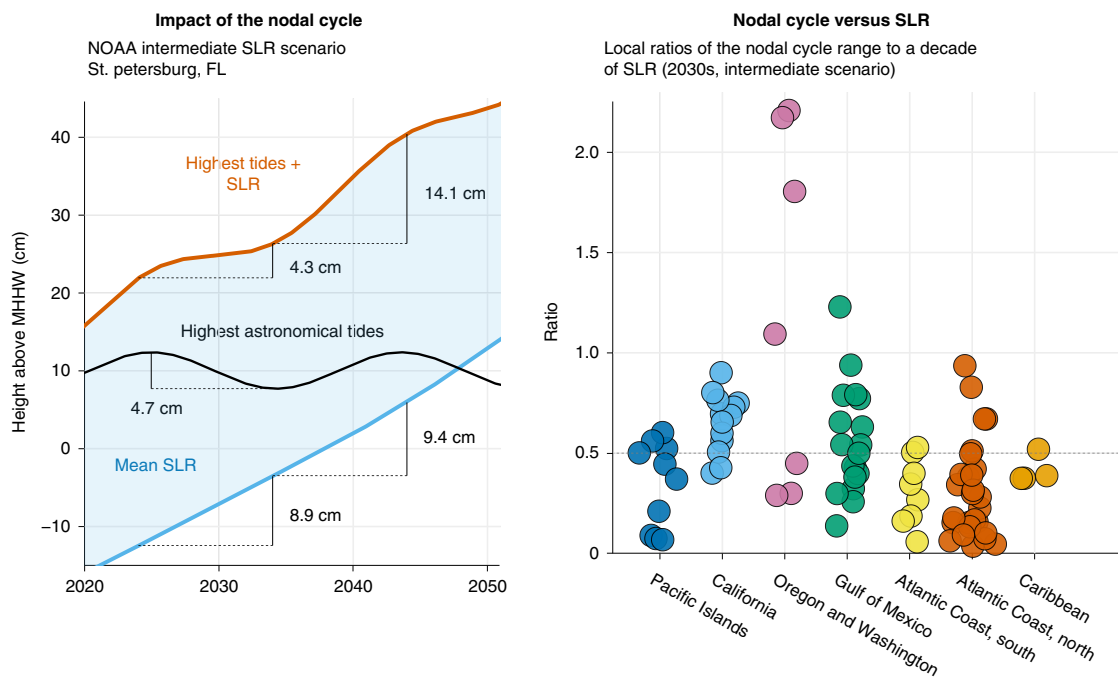 Impact of the nodal cycle
NOAA intermediate SLR scenario
St. petersburg, FL
Height above MHHW (cm)
40
30
20
10
0
−10
2020
2030
2040
2050
Highest tides +
SLR
14.1 cm
4.3 cm
Highest astronomical tides
4.7 cm
9.4 cm
Mean SLR
8.9 cm
Nodal cycle versus SLR
Local ratios of the nodal cycle range to a decade
of SLR (2030s, intermediate scenario)
Ratio
2.0
1.5
1.0
0.5
0
Pacific Islands
California
Oregon and Washington
Gulf of Mexico
Atlantic Coast, south
Atlantic Coast, north
Caribbean